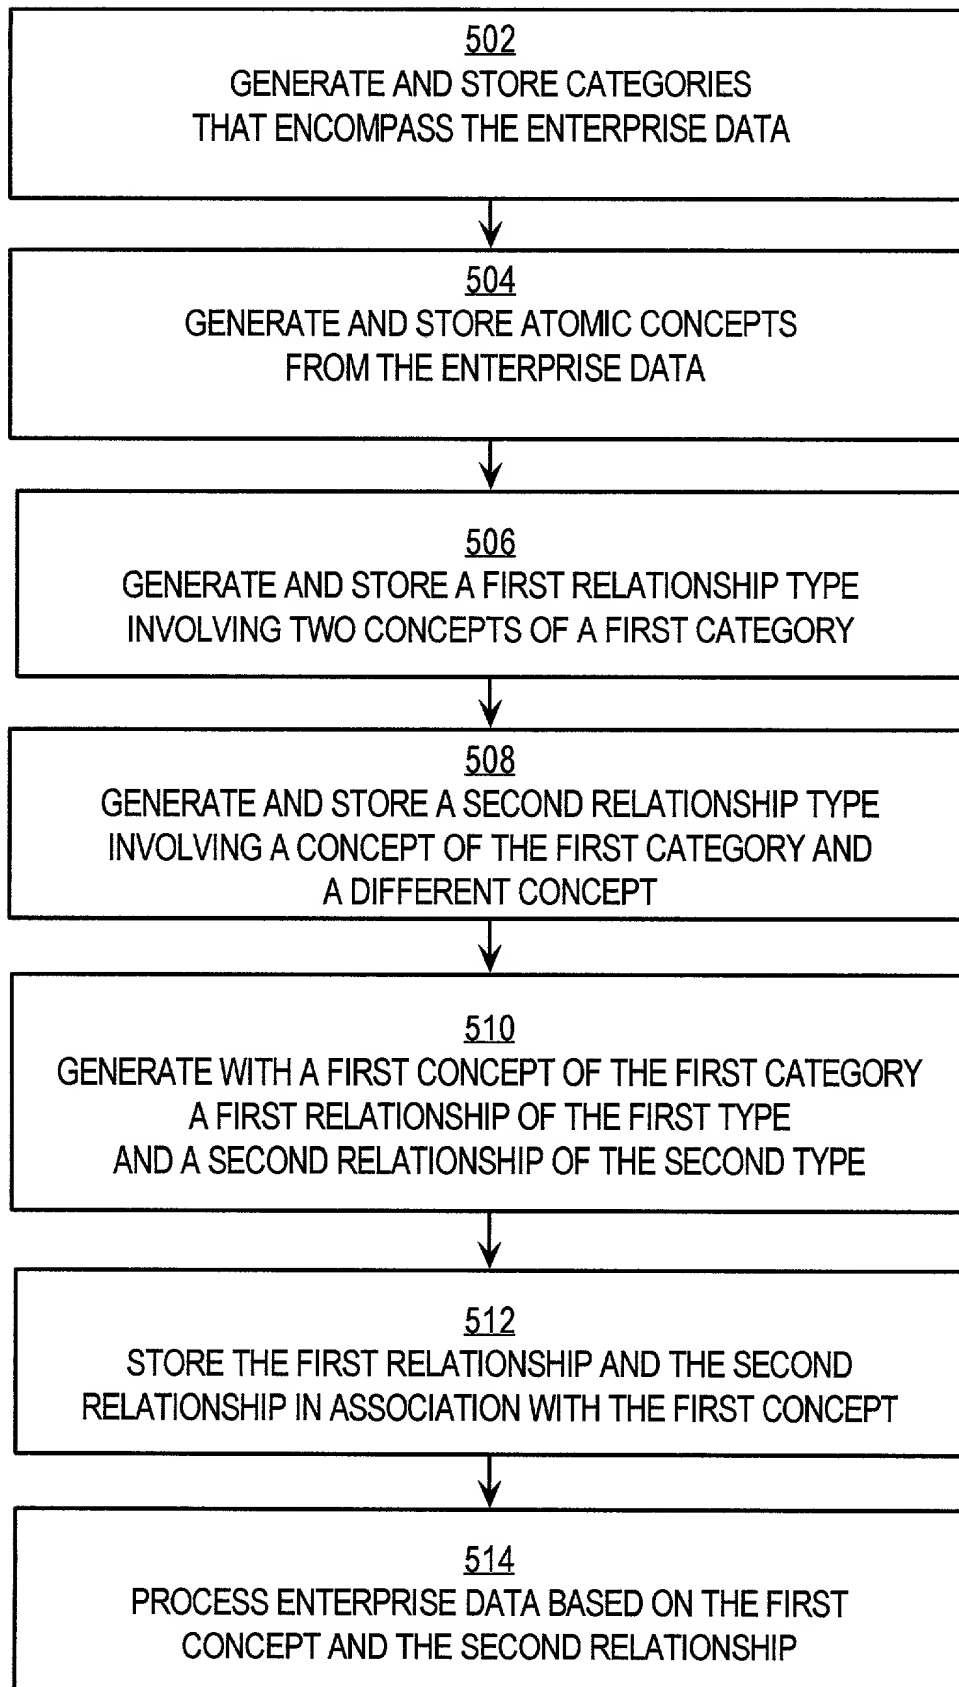 502
GENERATE AND STORE CATEGORIES
THAT ENCOMPASS THE ENTERPRISE DATA
504
GENERATE AND STORE ATOMIC CONCEPTS
FROM THE ENTERPRISE DATA
506
GENERATE AND STORE A FIRST RELATIONSHIP TYPE
INVOLVING TWO CONCEPTS OF A FIRST CATEGORY
508
GENERATE AND STORE A SECOND RELATIONSHIP TYPE
INVOLVING A CONCEPT OF THE FIRST CATEGORY AND
A DIFFERENT CONCEPT
510
GENERATE WITH A FIRST CONCEPT OF THE FIRST CATEGORY
A FIRST RELATIONSHIP OF THE FIRST TYPE
AND A SECOND RELATIONSHIP OF THE SECOND TYPE
512
STORE THE FIRST RELATIONSHIP AND THE SECOND
RELATIONSHIP IN ASSOCIATION WITH THE FIRST CONCEPT
514
PROCESS ENTERPRISE DATA BASED ON THE FIRST
CONCEPT AND THE SECOND RELATIONSHIP